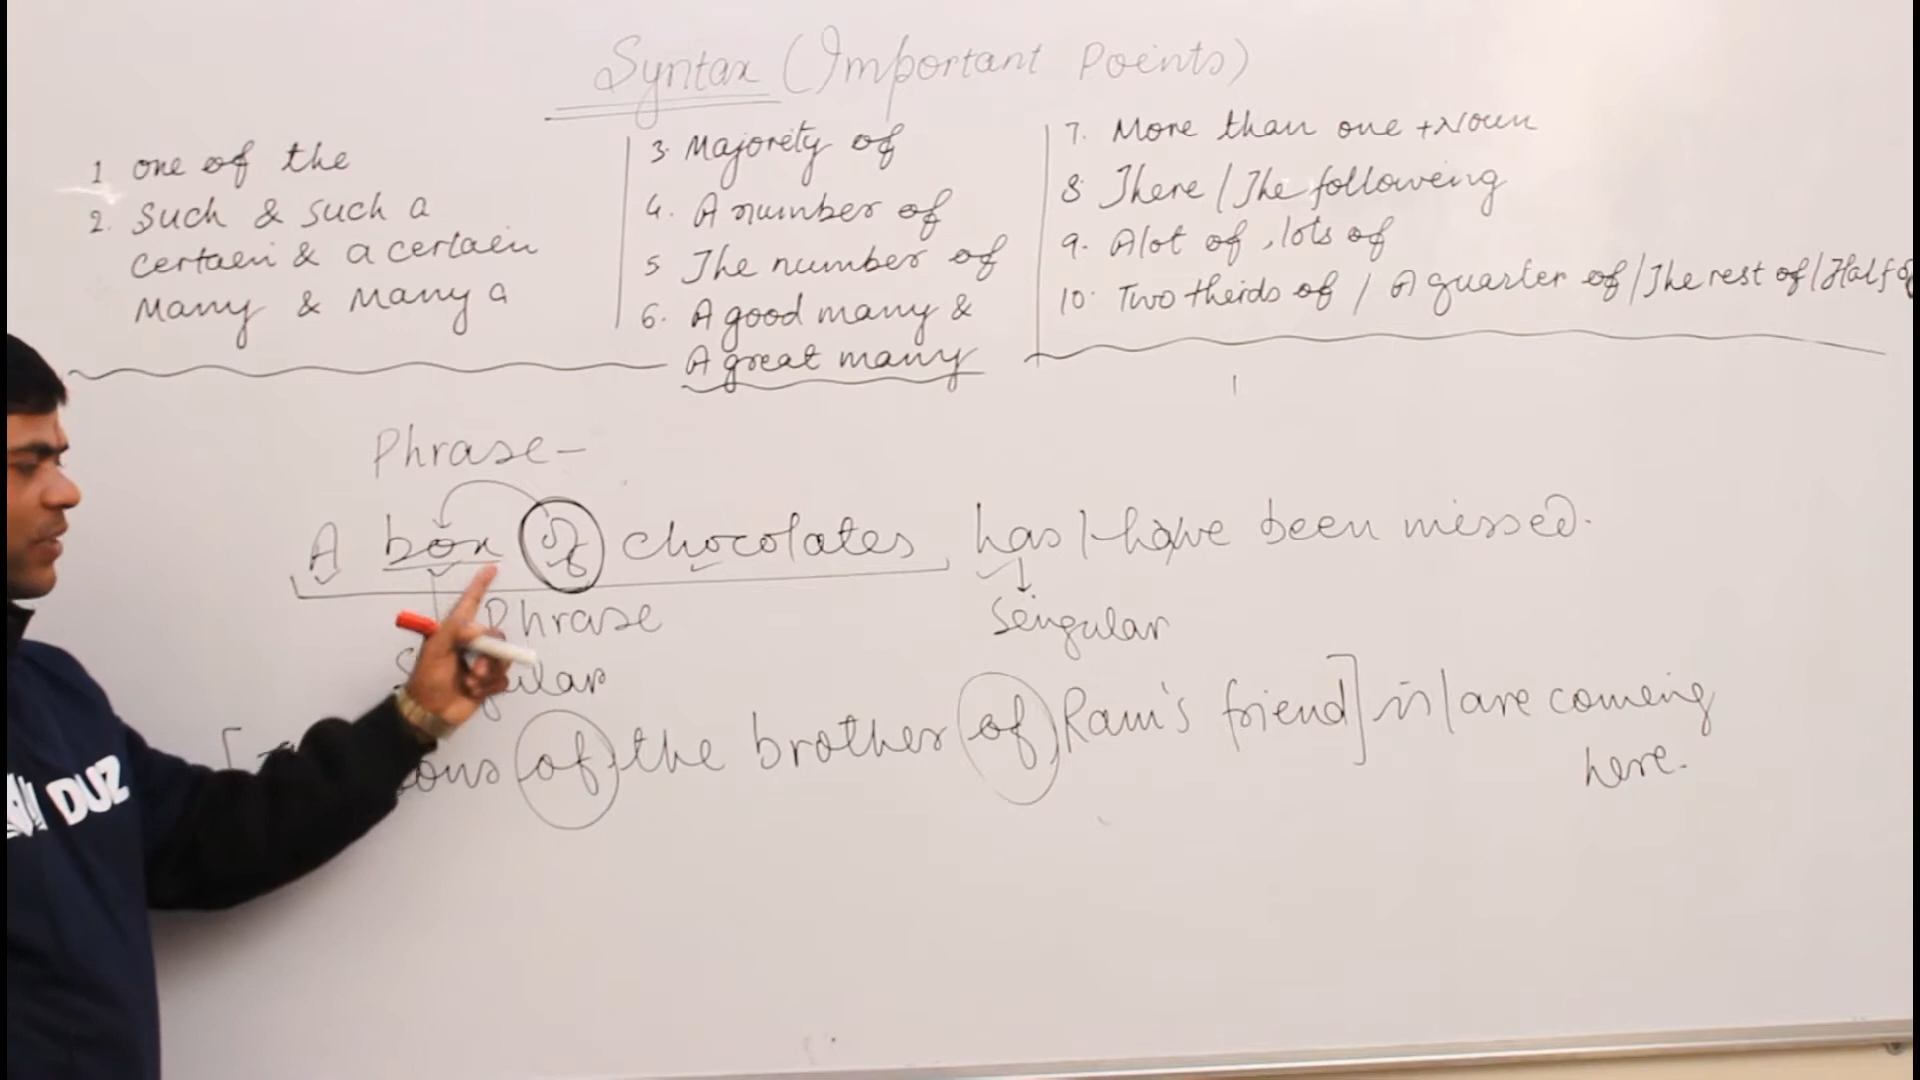 Syntax (Important Points)
1 one of the
2. Such & such a
certain & a certain
Many & Many a
3. Majority of
4. A number of
5 The number of
6. A good many &
A great many
7. More than one + Noun
8 There / The following
9. A lot of, lots of
10. Two thirds of / A quarter of / The rest of / Half of
Phrase -
A box of chocolates has / have been missed.
Phrase
Singular
Singular
of the brother of Ram's friend] is / are coming
here.
DUZ